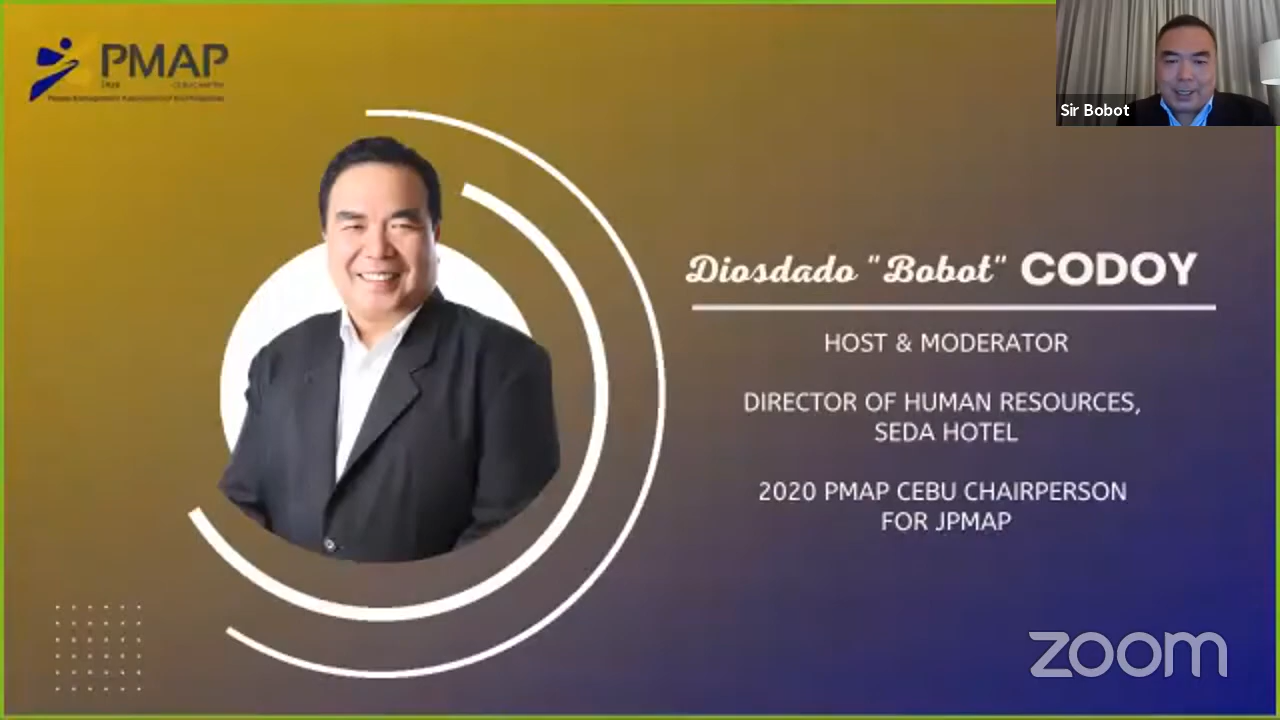 PMAP
Sir Bobot
Diosdado "Bobot" CODOY
HOST & MODERATOR
DIRECTOR OF HUMAN RESOURCES,
SEDA HOTEL
2020 PMAP CEBU CHAIRPERSON
FOR JPMAP
zoom